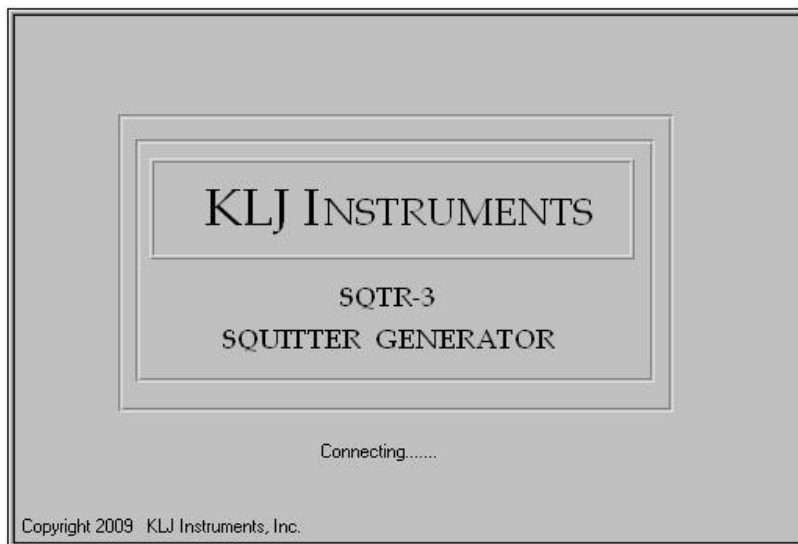 KLJ INSTRUMENTS
SQTR-3
SQUITTER GENERATOR
Connecting.......
Copyright 2009 KLJ Instruments, Inc.